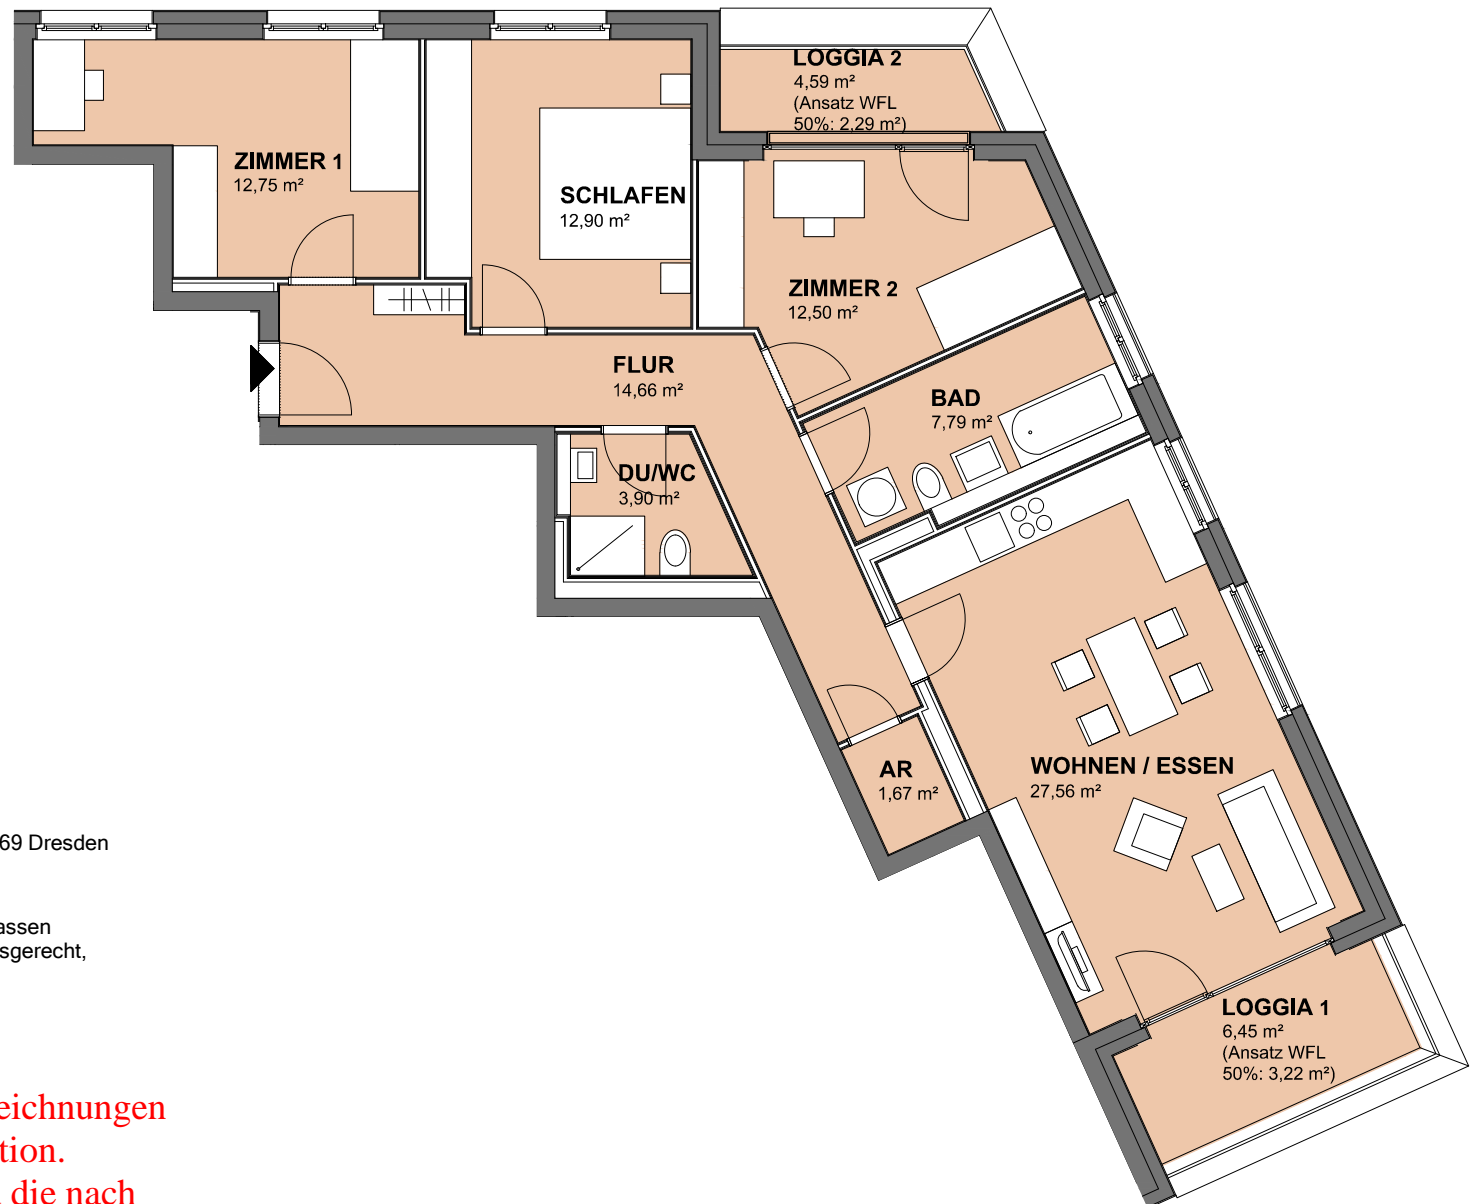 LOGGIA 2
4,59 m²
(Ansatz WFL
50%: 2,29 m²)
ZIMMER 1
12,75 m²
SCHLAFEN
12,90 m²
ZIMMER 2
12,50 m²
FLUR
14,66 m²
BAD
7,79 m²
DU/WC
3,90 m²
AR
1,67 m²
WOHNEN / ESSEN
27,56 m²
LOGGIA 1
6,45 m²
(Ansatz WFL
50%: 3,22 m²)
69 Dresden
assen
sgerecht,
eichnungen
tion.
die nach